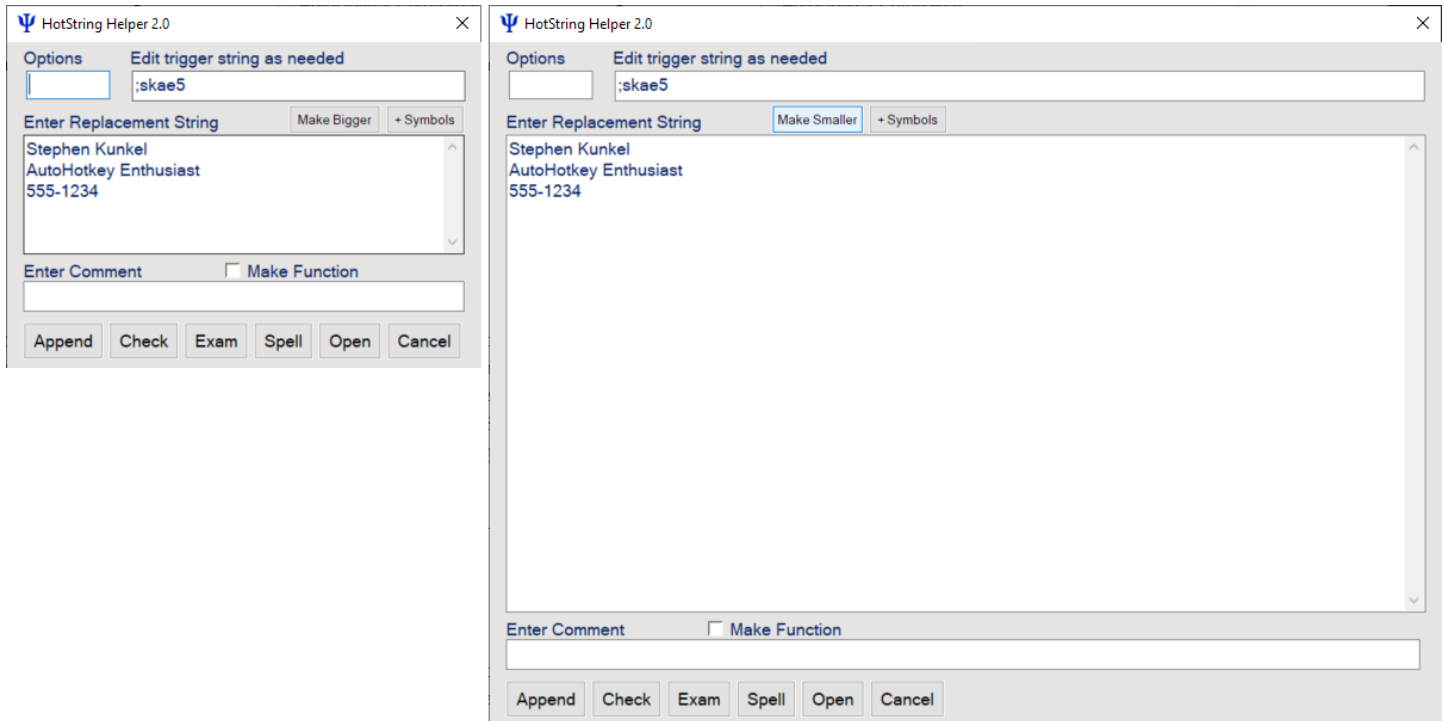 Ψ HotString Helper 2.0
Options Edit trigger string as needed
;skae5
Enter Replacement String Make Bigger + Symbols
Stephen Kunkel
AutoHotkey Enthusiast
555-1234
Enter Comment Make Function
Append Check Exam Spell Open Cancel
Ψ HotString Helper 2.0
Options Edit trigger string as needed
;skae5
Enter Replacement String Make Smaller + Symbols
Stephen Kunkel
AutoHotkey Enthusiast
555-1234
Enter Comment Make Function
Append Check Exam Spell Open Cancel